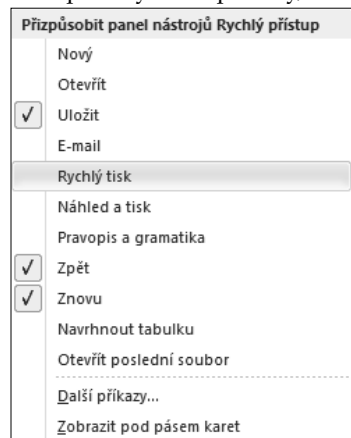 Přizpůsobit panel nástrojů Rychlý přístup
Nový
Otevřít
Uložit
E-mail
Rychlý tisk
Náhled a tisk
Pravopis a gramatika
Zpět
Znovu
Navrhnout tabulku
Otevřít poslední soubor
Další příkazy...
Zobrazit pod pásem karet